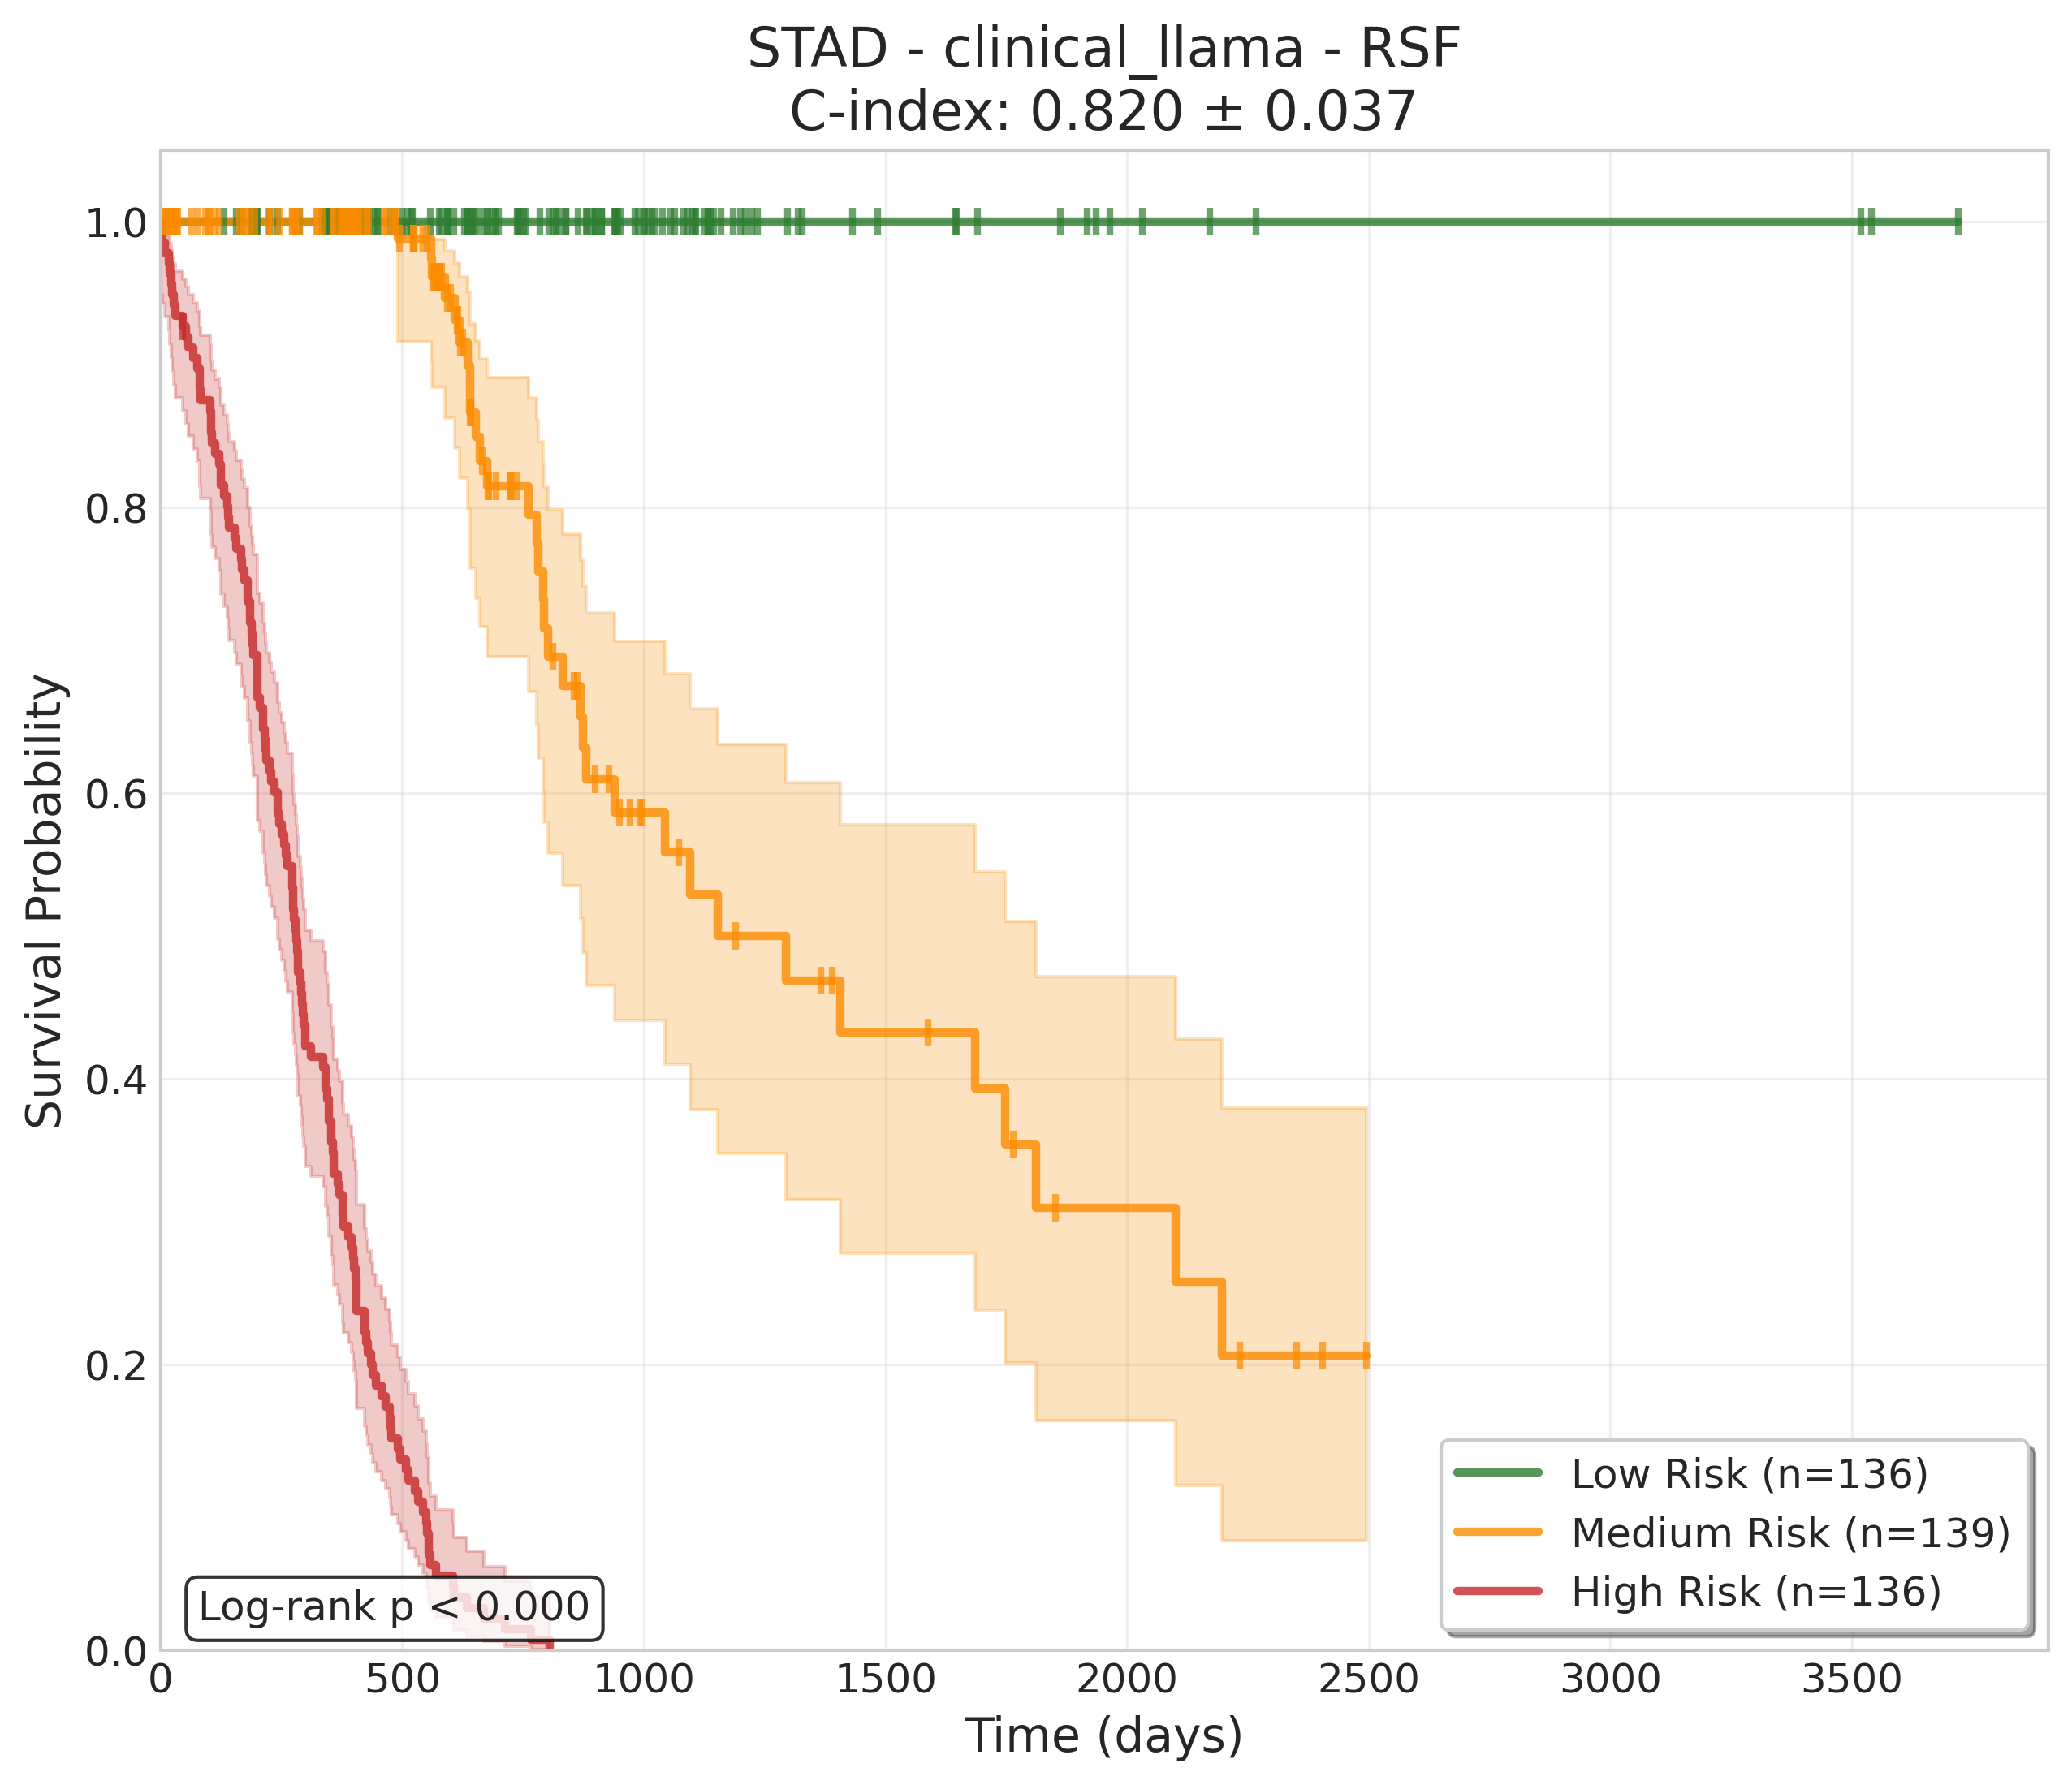 STAD - clinical_llama - RSF
C-index: 0.820 ± 0.037
Survival Probability
1.0
0.8
0.6
0.4
0.2
0.0
0 500 1000 1500 2000 2500 3000 3500
Time (days)
Log-rank p < 0.000
Low Risk (n=136)
Medium Risk (n=139)
High Risk (n=136)